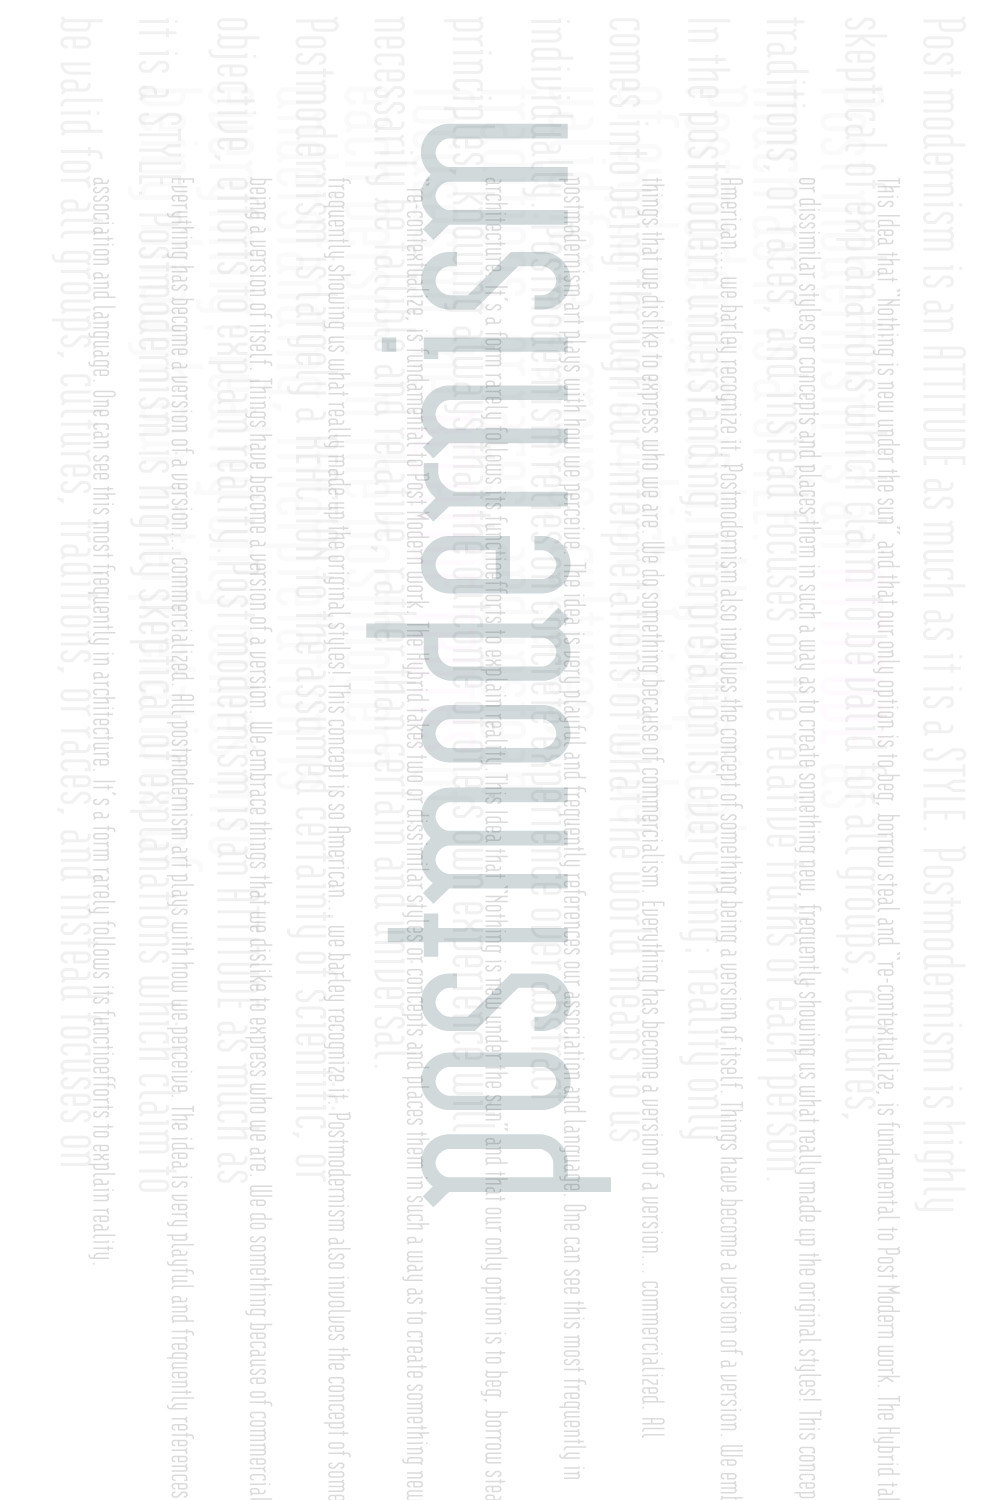 postmodernism
Post modernism is an ATTITUDE as much as it is a STYLE. Postmodernism is highly
skeptical of explanations which claim to be valid for all groups, cultures,
traditions, or races, and instead focuses on the relative truths of each person.
In the postmodern understanding, interpretation is everything; reality only
comes into being through our interpretations of what the world means to us
individually. Postmodernism relies on concrete experience over abstract
principles, knowing always that the outcome of one's own experience will
necessarily be fallible and relative, rather than certain and universal.
Postmodernism is largely a reaction to the assumed certainty of scientific, or
objective, efforts to explain reality. Post modernism is an ATTITUDE as much as
it is a STYLE. Postmodernism is highly skeptical of explanations which claim to
be valid for all groups, cultures, traditions, or races, and instead focuses on
This Idea that "Nothing is new under the sun" and that our only option is to beg, borrow steal and "re-contextualize, is fundamental to Post Modern work. The Hybrid tal
or dissimilar styles or concepts and places them in such a way as to create something new, frequently showing us what really made up the original styles! This concep
American... we barley recognize it. Postmodernism also involves the concept of something being a version of itself. Things have become a version of a version. We emb
things that we dislike to express who we are. We do something because of commercialism. Everything has become a version of a version... commercialized. All
postmodernism art plays with how we perceive. The idea is very playful and frequently references our association and language. One can see this most frequently in
architecture. It's a form rarely follows its functioefforts to explain reality. This Idea that "Nothing is new under the sun" and that our only option is to beg, borrow stea
"re-contextualize, is fundamental to Post Modern work. The Hybrid takes two or dissimilar styles or concepts and places them in such a way as to create something new
frequently showing us what really made up the original styles! This concept is so American... we barley recognize it. Postmodernism also involves the concept of some
being a version of itself. Things have become a version of a version. We embrace things that we dislike to express who we are. We do something because of commercial
Everything has become a version of a version... commercialized. All postmodernism art plays with how we perceive. The idea is very playful and frequently references
association and language. One can see this most frequently in architecture. It's a form rarely follows its functioefforts to explain reality.